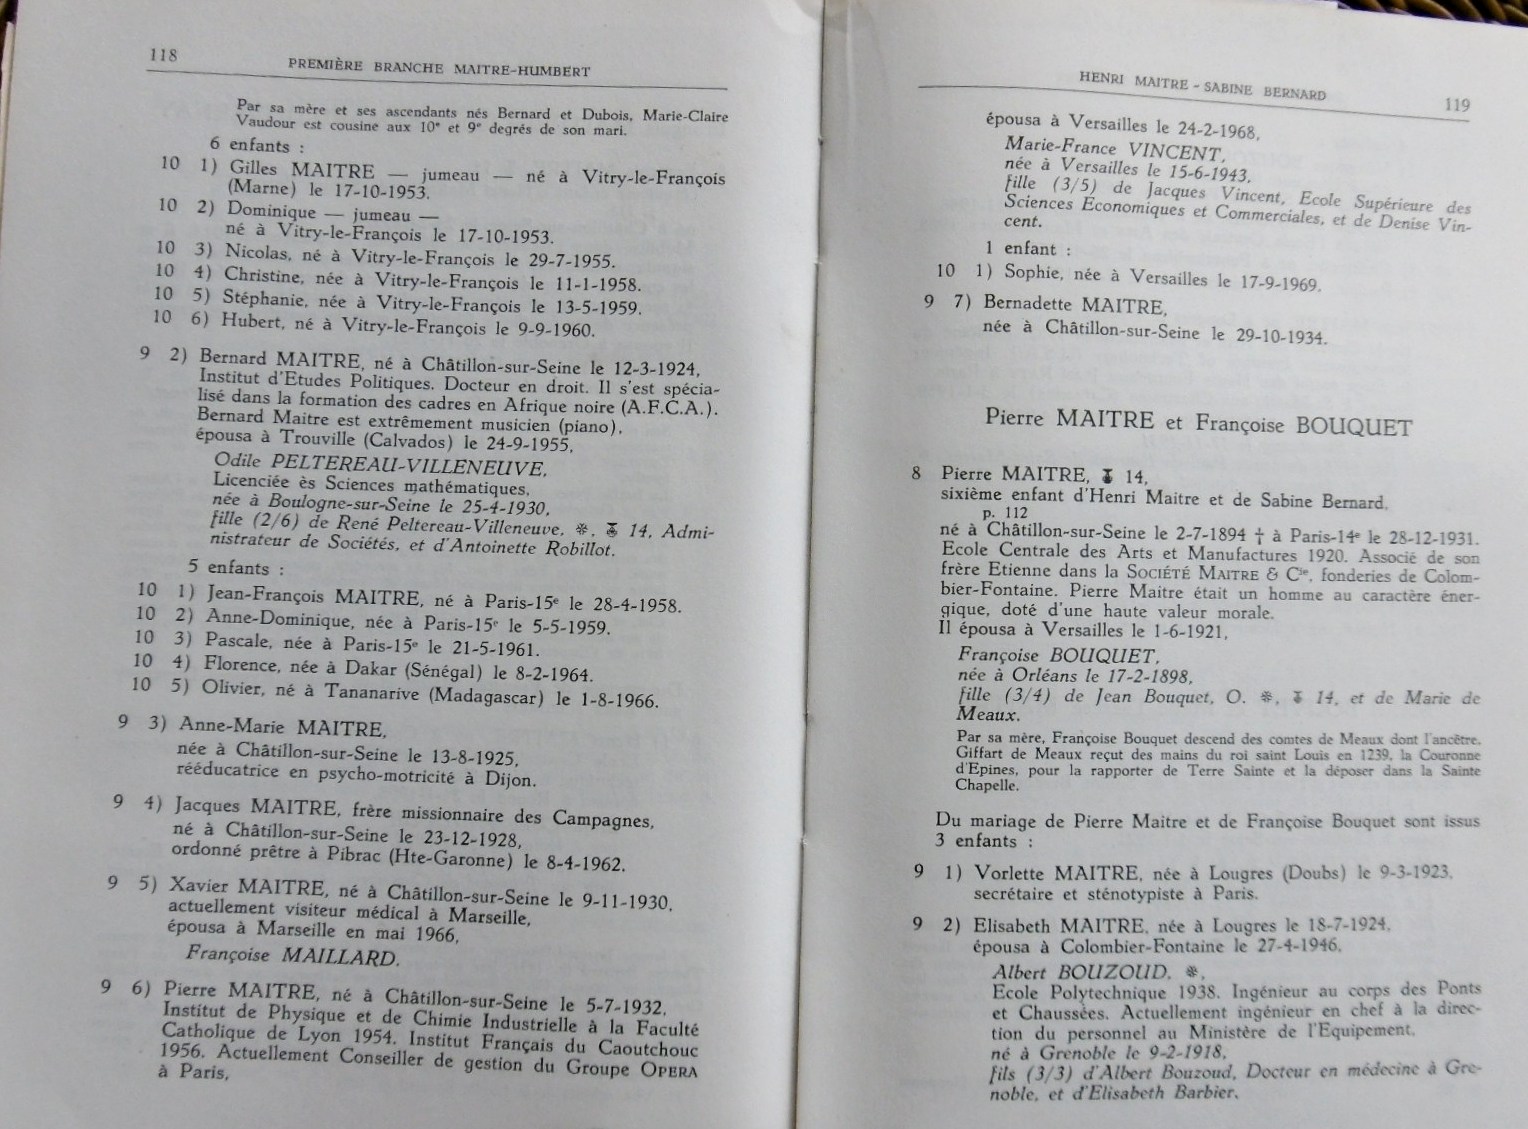 118
PREMIÈRE BRANCHE MAITRE-HUMBERT
Par sa mère et ses ascendants nés Bernard et Dubois, Marie-Claire
Vaudour est cousine aux 10e et 9e degrés de son mari.
6 enfants :
10 1) Gilles MAITRE — jumeau — né à Vitry-le-François
(Marne) le 17-10-1953.
10 2) Dominique — jumeau —
né à Vitry-le-François le 17-10-1953.
10 3) Nicolas, né à Vitry-le-François le 29-7-1955.
10 4) Christine, née à Vitry-le-François le 11-1-1958.
10 5) Stéphanie, née à Vitry-le-François le 13-5-1959.
10 6) Hubert, né à Vitry-le-François le 9-9-1960.
9 2) Bernard MAITRE, né à Châtillon-sur-Seine le 12-3-1924,
Institut d'Etudes Politiques. Docteur en droit. Il s'est spécia-
lisé dans la formation des cadres en Afrique noire (A.F.C.A.).
Bernard Maitre est extrêmement musicien (piano),
épousa à Trouville (Calvados) le 24-9-1955,
Odile PELTEREAU-VILLENEUVE,
Licenciée ès Sciences mathématiques,
née à Boulogne-sur-Seine le 25-4-1930,
fille (2/6) de René Peltereau-Villeneuve, ※, 14, Admi-
nistrateur de Sociétés, et d'Antoinette Robillot.
5 enfants :
10 1) Jean-François MAITRE, né à Paris-15e le 28-4-1958.
10 2) Anne-Dominique, née à Paris-15e le 5-5-1959.
10 3) Pascale, née à Paris-15e le 21-5-1961.
10 4) Florence, née à Dakar (Sénégal) le 8-2-1964.
10 5) Olivier, né à Tananarive (Madagascar) le 1-8-1966.
9 3) Anne-Marie MAITRE,
née à Châtillon-sur-Seine le 13-8-1925,
rééducatrice en psycho-motricité à Dijon.
9 4) Jacques MAITRE, frère missionnaire des Campagnes,
né à Châtillon-sur-Seine le 23-12-1928,
ordonné prêtre à Pibrac (Hte-Garonne) le 8-4-1962.
9 5) Xavier MAITRE, né à Châtillon-sur-Seine le 9-11-1930,
actuellement visiteur médical à Marseille,
épousa à Marseille en mai 1966,
Françoise MAILLARD.
9 6) Pierre MAITRE, né à Châtillon-sur-Seine le 5-7-1932,
Institut de Physique et de Chimie Industrielle à la Faculté
Catholique de Lyon 1954. Institut Français du Caoutchouc
1956. Actuellement Conseiller de gestion du Groupe OPERA
à Paris,
HENRI MAITRE - SABINE BERNARD
119
épousa à Versailles le 24-2-1968,
Marie-France VINCENT,
née à Versailles le 15-6-1943,
fille (3/5) de Jacques Vincent, Ecole Supérieure des
Sciences Economiques et Commerciales, et de Denise Vin-
cent.
1 enfant :
10 1) Sophie, née à Versailles le 17-9-1969.
9 7) Bernadette MAITRE,
née à Châtillon-sur-Seine le 29-10-1934.
Pierre MAITRE et Françoise BOUQUET
8 Pierre MAITRE, 14,
sixième enfant d'Henri Maitre et de Sabine Bernard,
p. 112
né à Châtillon-sur-Seine le 2-7-1894 † à Paris-14e le 28-12-1931.
Ecole Centrale des Arts et Manufactures 1920. Associé de son
frère Etienne dans la SOCIÉTÉ MAITRE & Cie, fonderies de Colom-
bier-Fontaine. Pierre Maitre était un homme au caractère éner-
gique, doté d'une haute valeur morale.
Il épousa à Versailles le 1-6-1921,
Françoise BOUQUET,
née à Orléans le 17-2-1898,
fille (3/4) de Jean Bouquet, O. ※, 14, et de Marie de
Meaux.
Par sa mère, Françoise Bouquet descend des comtes de Meaux dont l'ancêtre,
Giffart de Meaux reçut des mains du roi saint Louis en 1239, la Couronne
d'Epines, pour la rapporter de Terre Sainte et la déposer dans la Sainte
Chapelle.
Du mariage de Pierre Maitre et de Françoise Bouquet sont issus
3 enfants :
9 1) Vorlette MAITRE, née à Lougres (Doubs) le 9-3-1923,
secrétaire et sténotypiste à Paris.
9 2) Elisabeth MAITRE, née à Lougres le 18-7-1924,
épousa à Colombier-Fontaine le 27-4-1946,
Albert BOUZOUD, ※,
Ecole Polytechnique 1938. Ingénieur au corps des Ponts
et Chaussées. Actuellement ingénieur en chef à la direc-
tion du personnel au Ministère de l'Equipement,
né à Grenoble le 9-2-1918,
fils (3/3) d'Albert Bouzoud, Docteur en médecine à Gre-
noble, et d'Elisabeth Barbier.